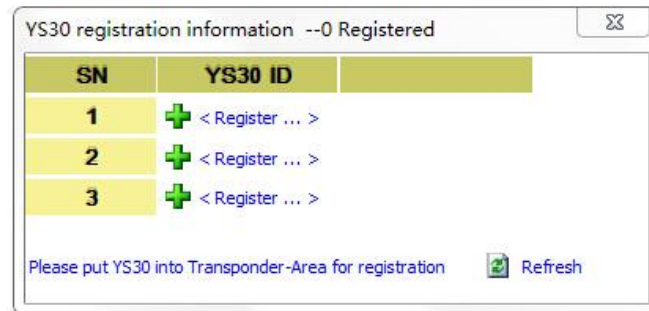 YS30 registration information --0 Registered
SN YS30 ID
1 < Register ... >
2 < Register ... >
3 < Register ... >
Please put YS30 into Transponder-Area for registration Refresh